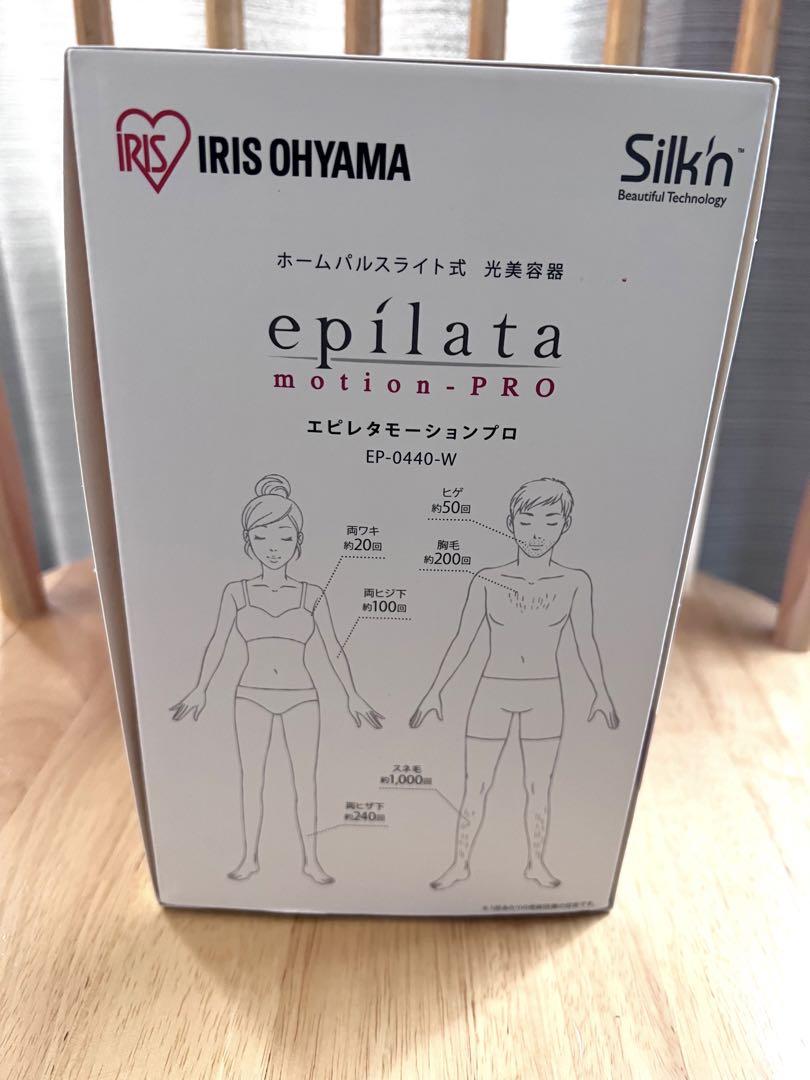 IRIS IRIS OHYAMA
Silk'n™
Beautiful Technology
ホームパルスライト式 光美容器
epilata
motion-PRO
エピレタモーションプロ
EP-0440-W
両ワキ
約20回
両ヒジ下
約100回
両ヒザ下
約240回
ヒゲ
約50回
胸毛
約200回
スネ毛
約1,000回